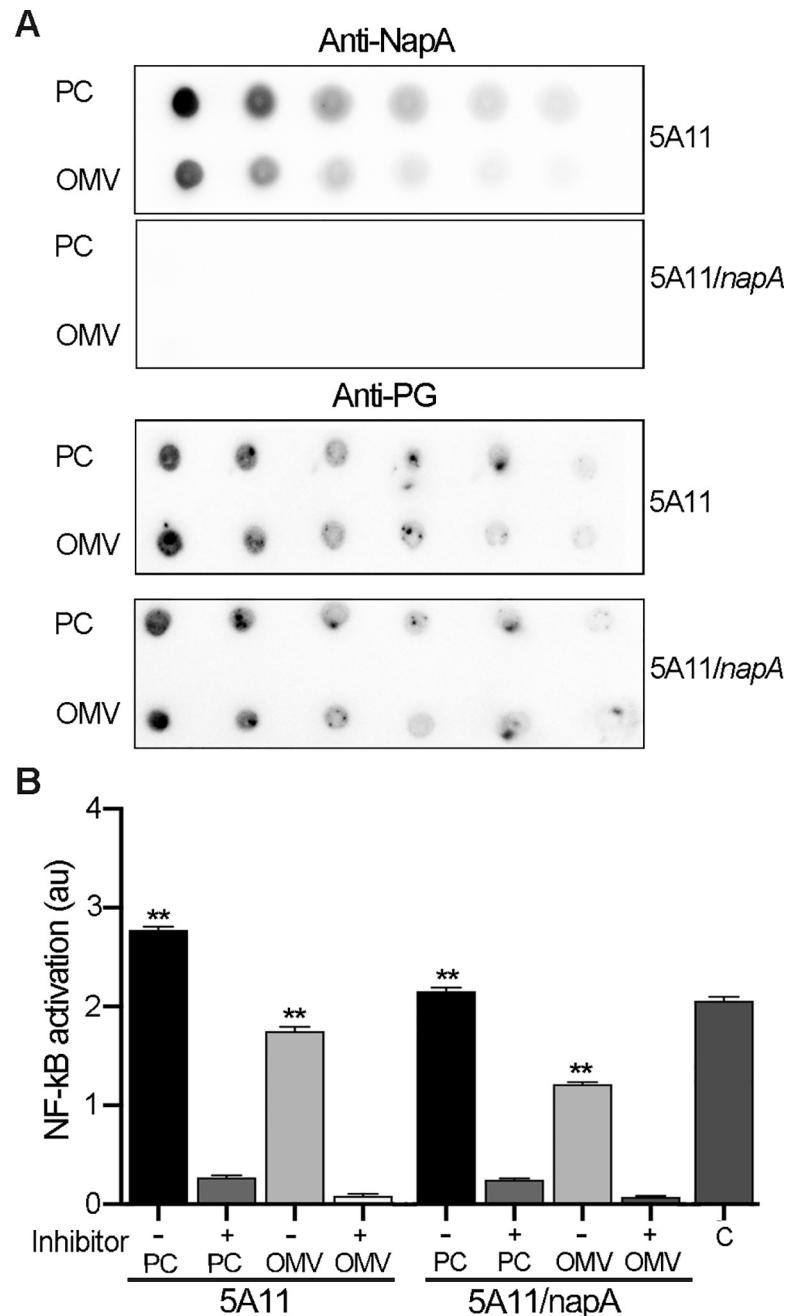 A
Anti-NapA
PC
5A11
OMV
PC
5A11/napA
OMV
Anti-PG
PC
5A11
OMV
PC
5A11/napA
OMV
B
NF-kB activation (au)
4
3
2
1
0
** ** ** **
Inhibitor - + - + - + - + C
PC PC OMV OMV PC PC OMV OMV
5A11 5A11/napA